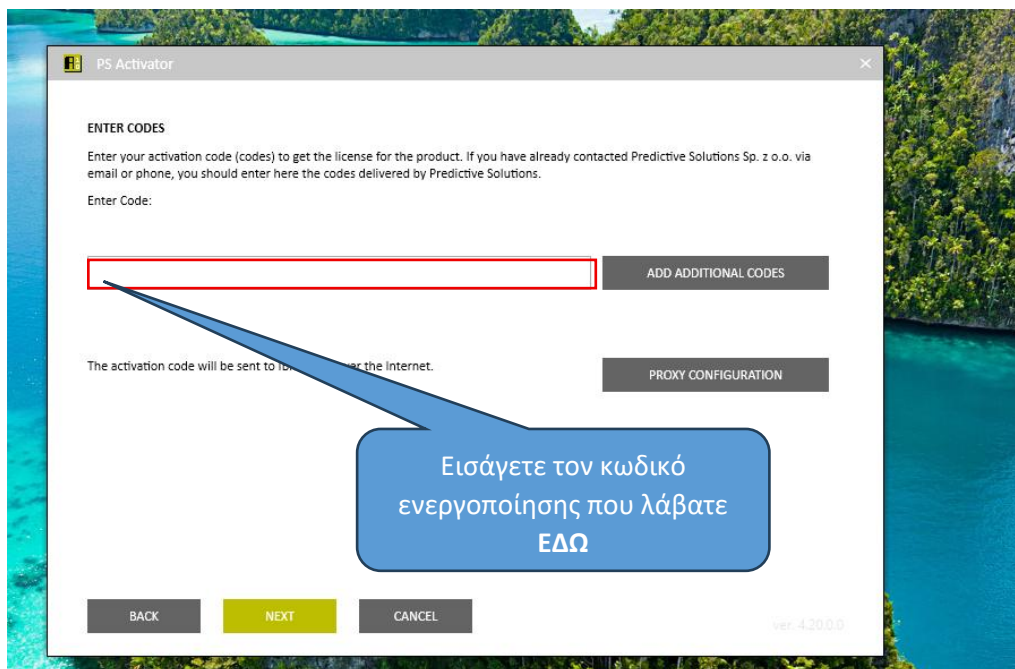 PS Activator
ENTER CODES
Enter your activation code (codes) to get the license for the product. If you have already contacted Predictive Solutions Sp. z o.o. via
email or phone, you should enter here the codes delivered by Predictive Solutions.
Enter Code:
ADD ADDITIONAL CODES
The activation code will be sent to the Internet.
PROXY CONFIGURATION
Εισάγετε τον κωδικό
ενεργοποίησης που λάβατε
ΕΔΩ
BACK
NEXT
CANCEL
ver. 4.20.0.0